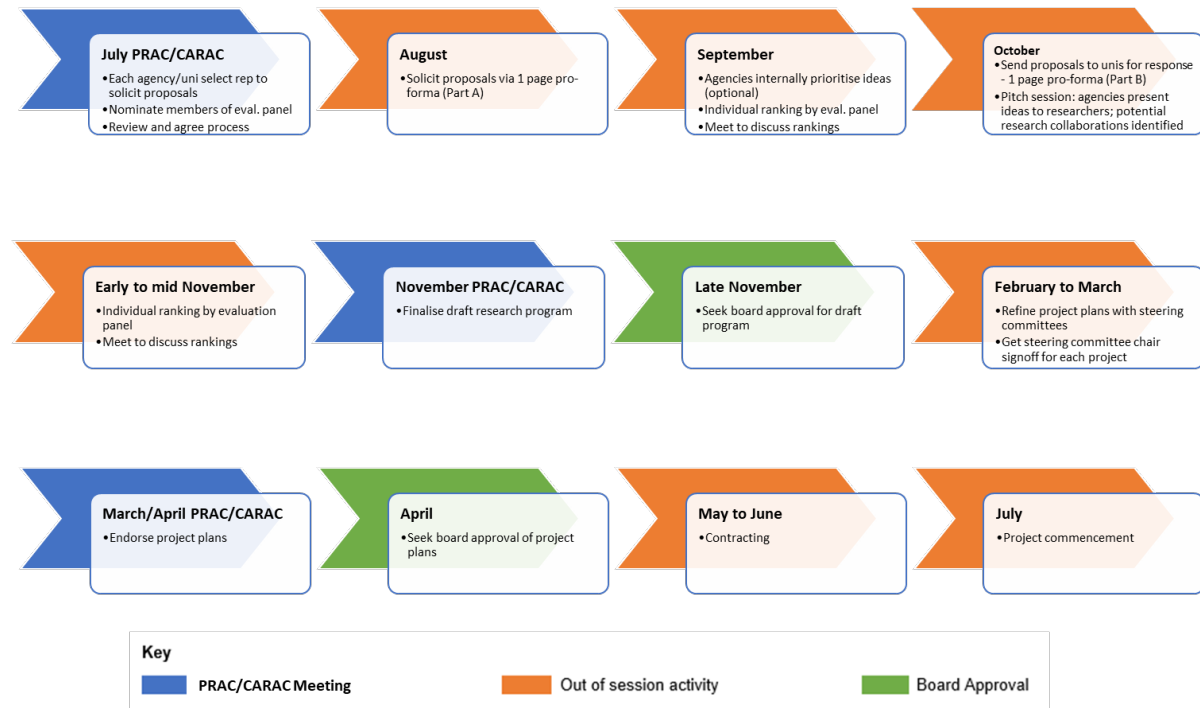 July PRAC/CARAC
•Each agency/uni select rep to
solicit proposals
•Nominate members of eval. panel
•Review and agree process
August
•Solicit proposals via 1 page pro-
forma (Part A)
September
•Agencies internally prioritise ideas
(optional)
•Individual ranking by eval. panel
•Meet to discuss rankings
October
•Send proposals to unis for response
- 1 page pro-forma (Part B)
•Pitch session: agencies present
ideas to researchers; potential
research collaborations identified
Early to mid November
•Individual ranking by evaluation
panel
•Meet to discuss rankings
November PRAC/CARAC
•Finalise draft research program
Late November
•Seek board approval for draft
program
February to March
•Refine project plans with steering
committees
•Get steering committee chair
signoff for each project
March/April PRAC/CARAC
•Endorse project plans
April
•Seek board approval of project
plans
May to June
•Contracting
July
•Project commencement
Key
PRAC/CARAC Meeting
Out of session activity
Board Approval